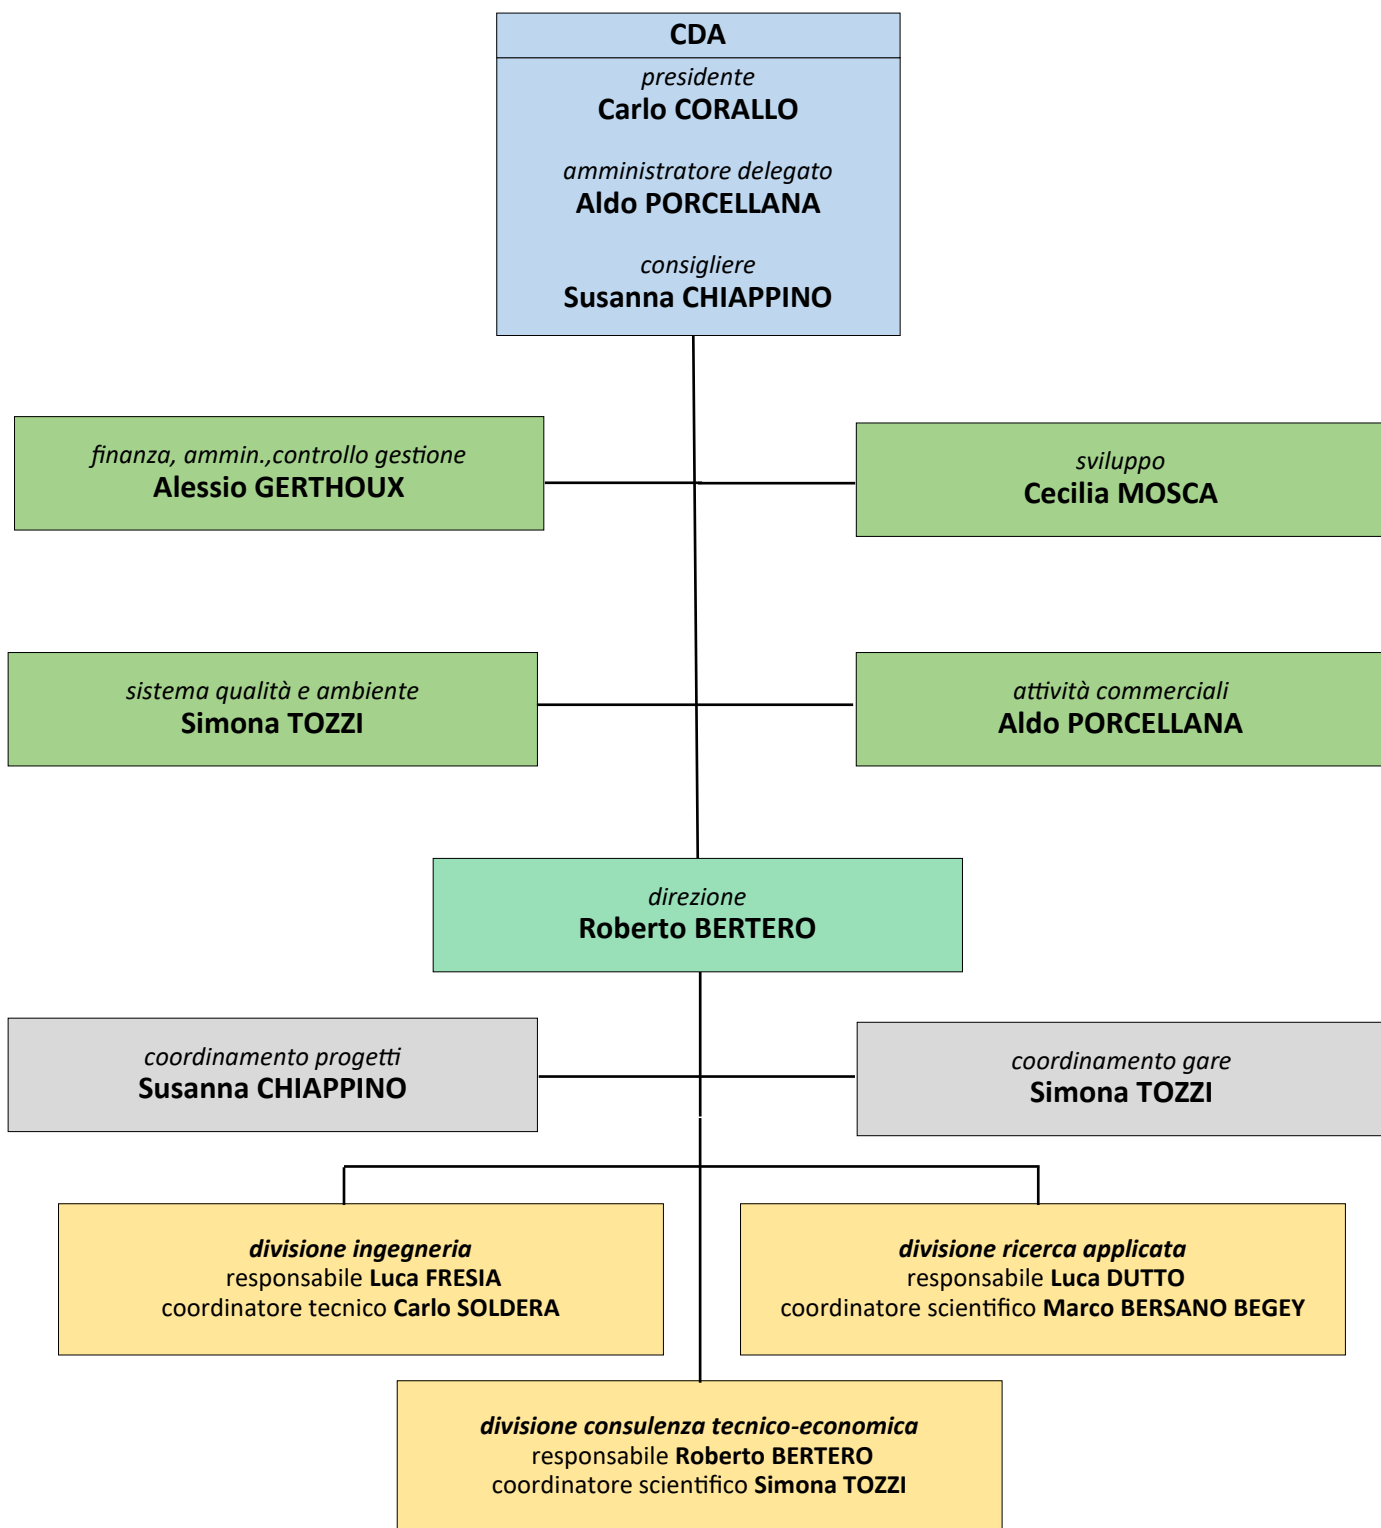 CDA
presidente
Carlo CORALLO
amministratore delegato
Aldo PORCELLANA
consigliere
Susanna CHIAPPINO
finanza, ammin.,controllo gestione
Alessio GERTHOUX
sviluppo
Cecilia MOSCA
sistema qualità e ambiente
Simona TOZZI
attività commerciali
Aldo PORCELLANA
direzione
Roberto BERTERO
coordinamento progetti
Susanna CHIAPPINO
coordinamento gare
Simona TOZZI
divisione ingegneria
responsabile Luca FRESIA
coordinatore tecnico Carlo SOLDERA
divisione ricerca applicata
responsabile Luca DUTTO
coordinatore scientifico Marco BERSANO BEGEY
divisione consulenza tecnico-economica
responsabile Roberto BERTERO
coordinatore scientifico Simona TOZZI